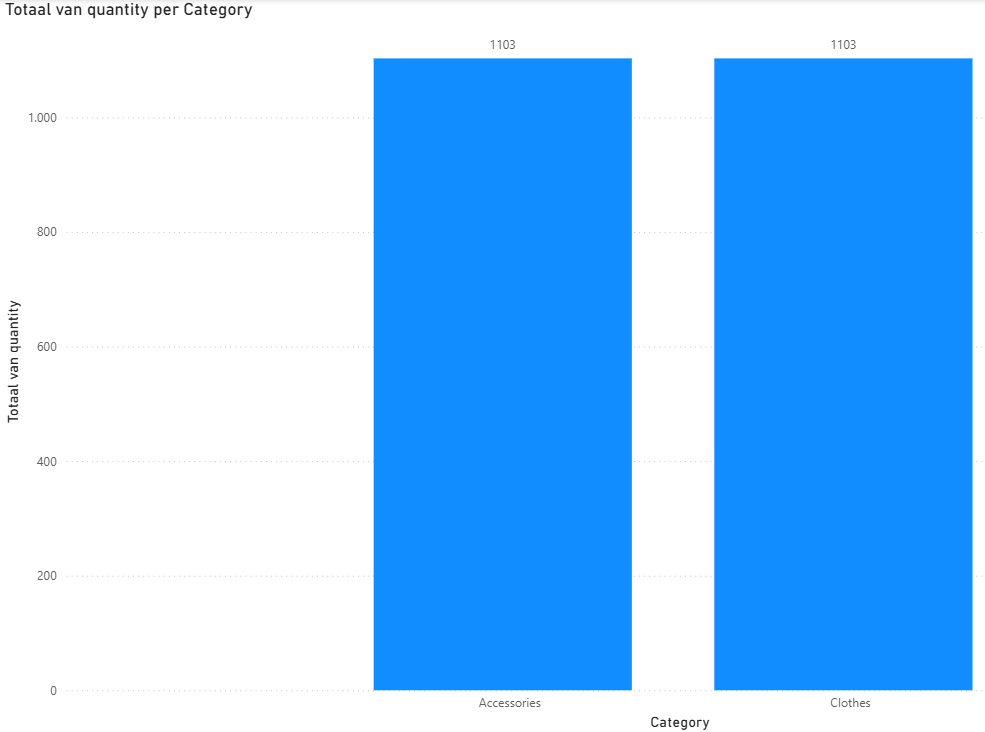 Totaal van quantity per Category
1103
1103
1.000
800
600
400
200
0
Totaal van quantity
Accessories
Clothes
Category